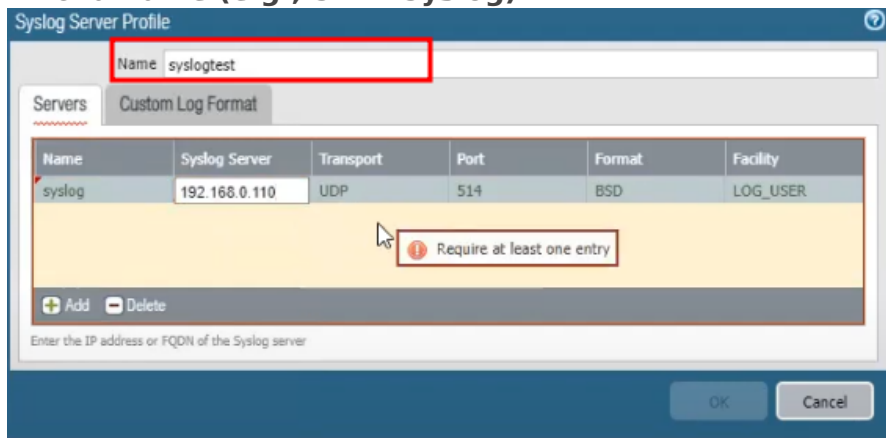 Syslog Server Profile
Name syslogtest
Servers Custom Log Format
Name Syslog Server Transport Port Format Facility
syslog 192.168.0.110 UDP 514 BSD LOG_USER
Require at least one entry
Add Delete
Enter the IP address or FQDN of the Syslog server
OK Cancel